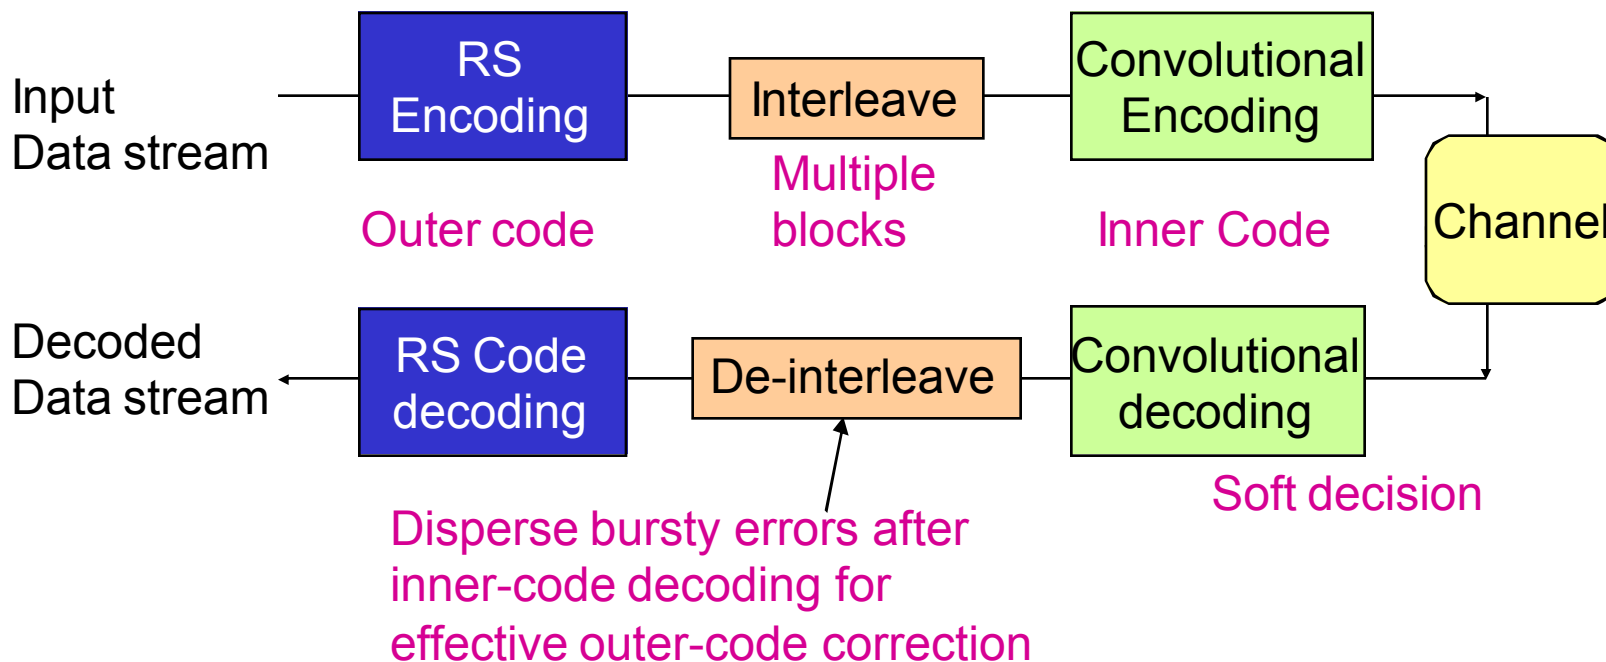 Input
Data stream
RS
Encoding
Interleave
Convolutional
Encoding
Multiple
blocks
Outer code
Inner Code
Channel
Decoded
Data stream
RS Code
decoding
De-interleave
Convolutional
decoding
Soft decision
Disperse bursty errors after
inner-code decoding for
effective outer-code correction